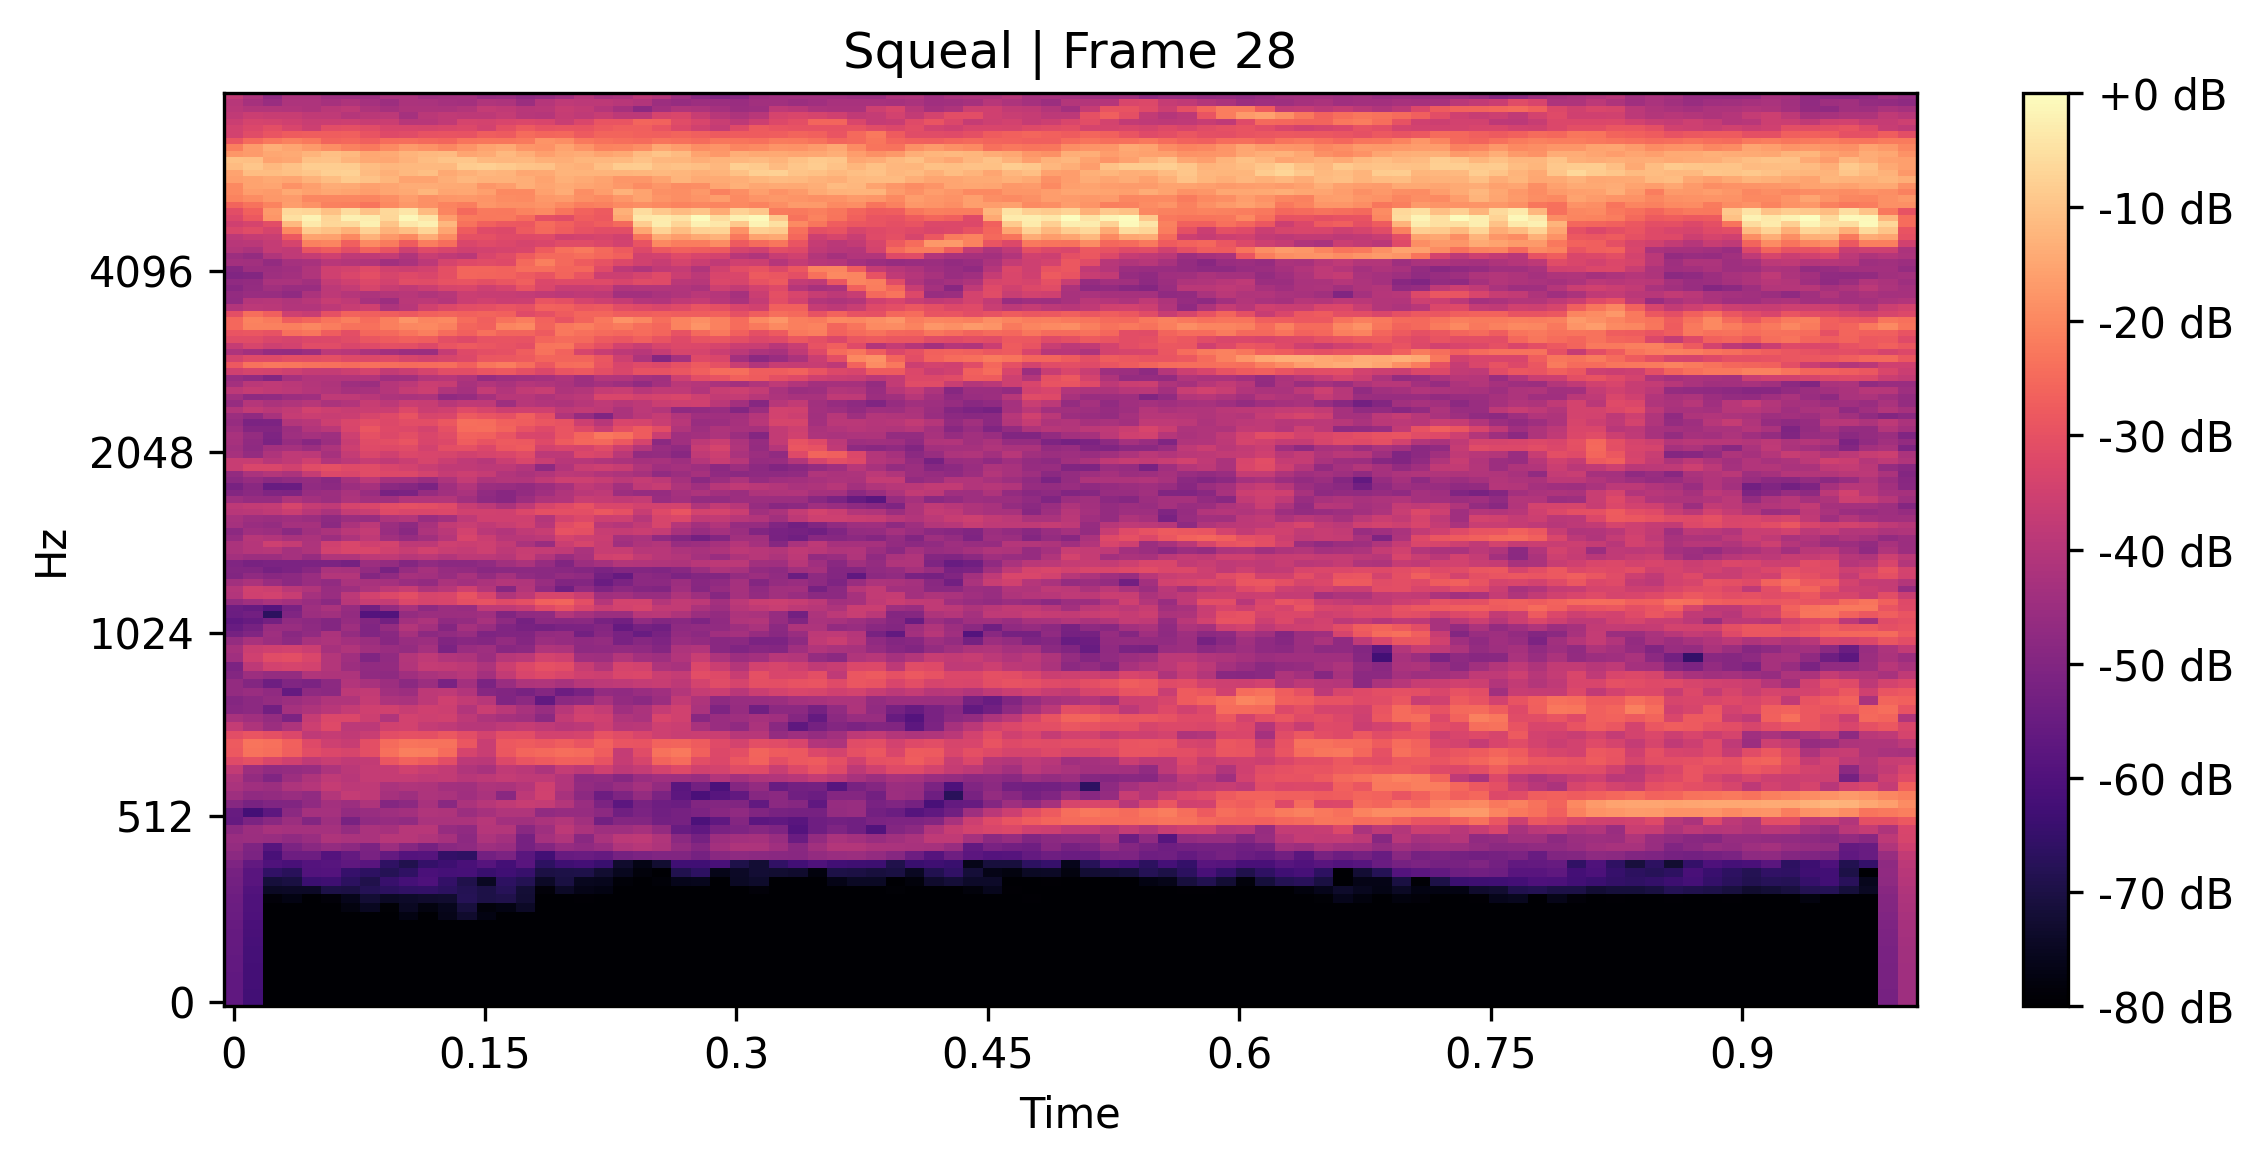 Squeal | Frame 28
+0 dB
-10 dB
-20 dB
-30 dB
-40 dB
-50 dB
-60 dB
-70 dB
-80 dB
Hz
4096
2048
1024
512
0
0 0.15 0.3 0.45 0.6 0.75 0.9
Time